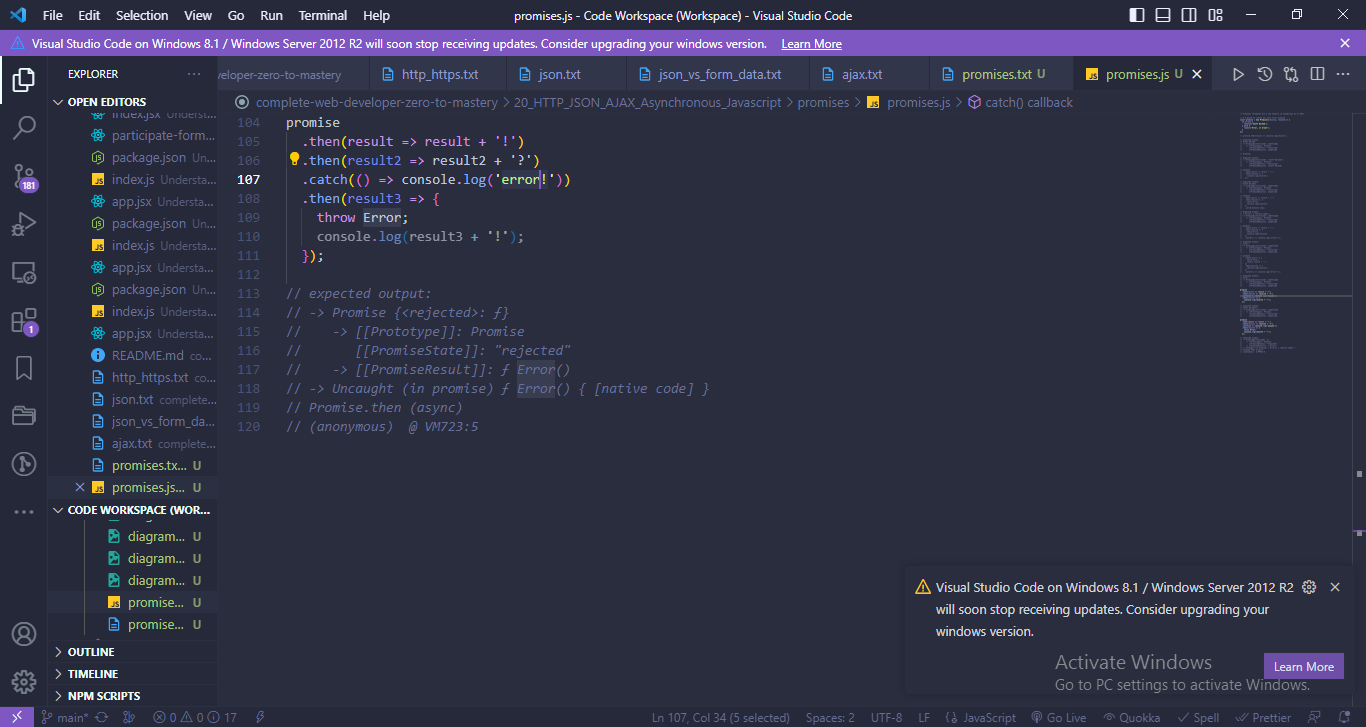 File Edit Selection View Go Run Terminal Help
promises.js - Code Workspace (Workspace) - Visual Studio Code
Visual Studio Code on Windows 8.1 / Windows Server 2012 R2 will soon stop receiving updates. Consider upgrading your windows version. Learn More
EXPLORER ···
veloper-zero-to-mastery http_https.txt json.txt json_vs_form_data.txt ajax.txt promises.txt U promises.js U
OPEN EDITORS
complete-web-developer-zero-to-mastery > 20_HTTP_JSON_AJAX_Asynchronous_Javascript > promises > JS promises.js > catch() callback
index.jsx Underst...
participate-form...
package.json Un...
JS index.js Understa...
app.jsx Understa...
package.json Un...
JS index.js Understa...
app.jsx Understa...
package.json Un...
JS index.js Understa...
app.jsx Understa...
README.md co...
http_https.txt co...
json.txt complete...
json_vs_form_da...
ajax.txt complete...
promises.tx... U
JS promises.js... U
CODE WORKSPACE (WOR...
diagram... U
diagram... U
diagram... U
JS promise... U
promise... U
OUTLINE
TIMELINE
NPM SCRIPTS
181
1
104 promise
105 .then(result => result + '!')
106 .then(result2 => result2 + '?')
107 .catch(() => console.log('error!'))
108 .then(result3 => {
109 throw Error;
110 console.log(result3 + '!');
111 });
112
113 // expected output:
114 // -> Promise {<rejected>: ƒ}
115 // -> [[Prototype]]: Promise
116 // [[PromiseState]]: "rejected"
117 // -> [[PromiseResult]]: ƒ Error()
118 // -> Uncaught (in promise) ƒ Error() { [native code] }
119 // Promise.then (async)
120 // (anonymous) @ VM723:5
Visual Studio Code on Windows 8.1 / Windows Server 2012 R2
will soon stop receiving updates. Consider upgrading your
windows version.
Learn More
Activate Windows
Go to PC settings to activate Windows.
main* 0 0 17 Ln 107, Col 34 (5 selected) Spaces: 2 UTF-8 LF {} JavaScript Go Live Quokka Spell Prettier